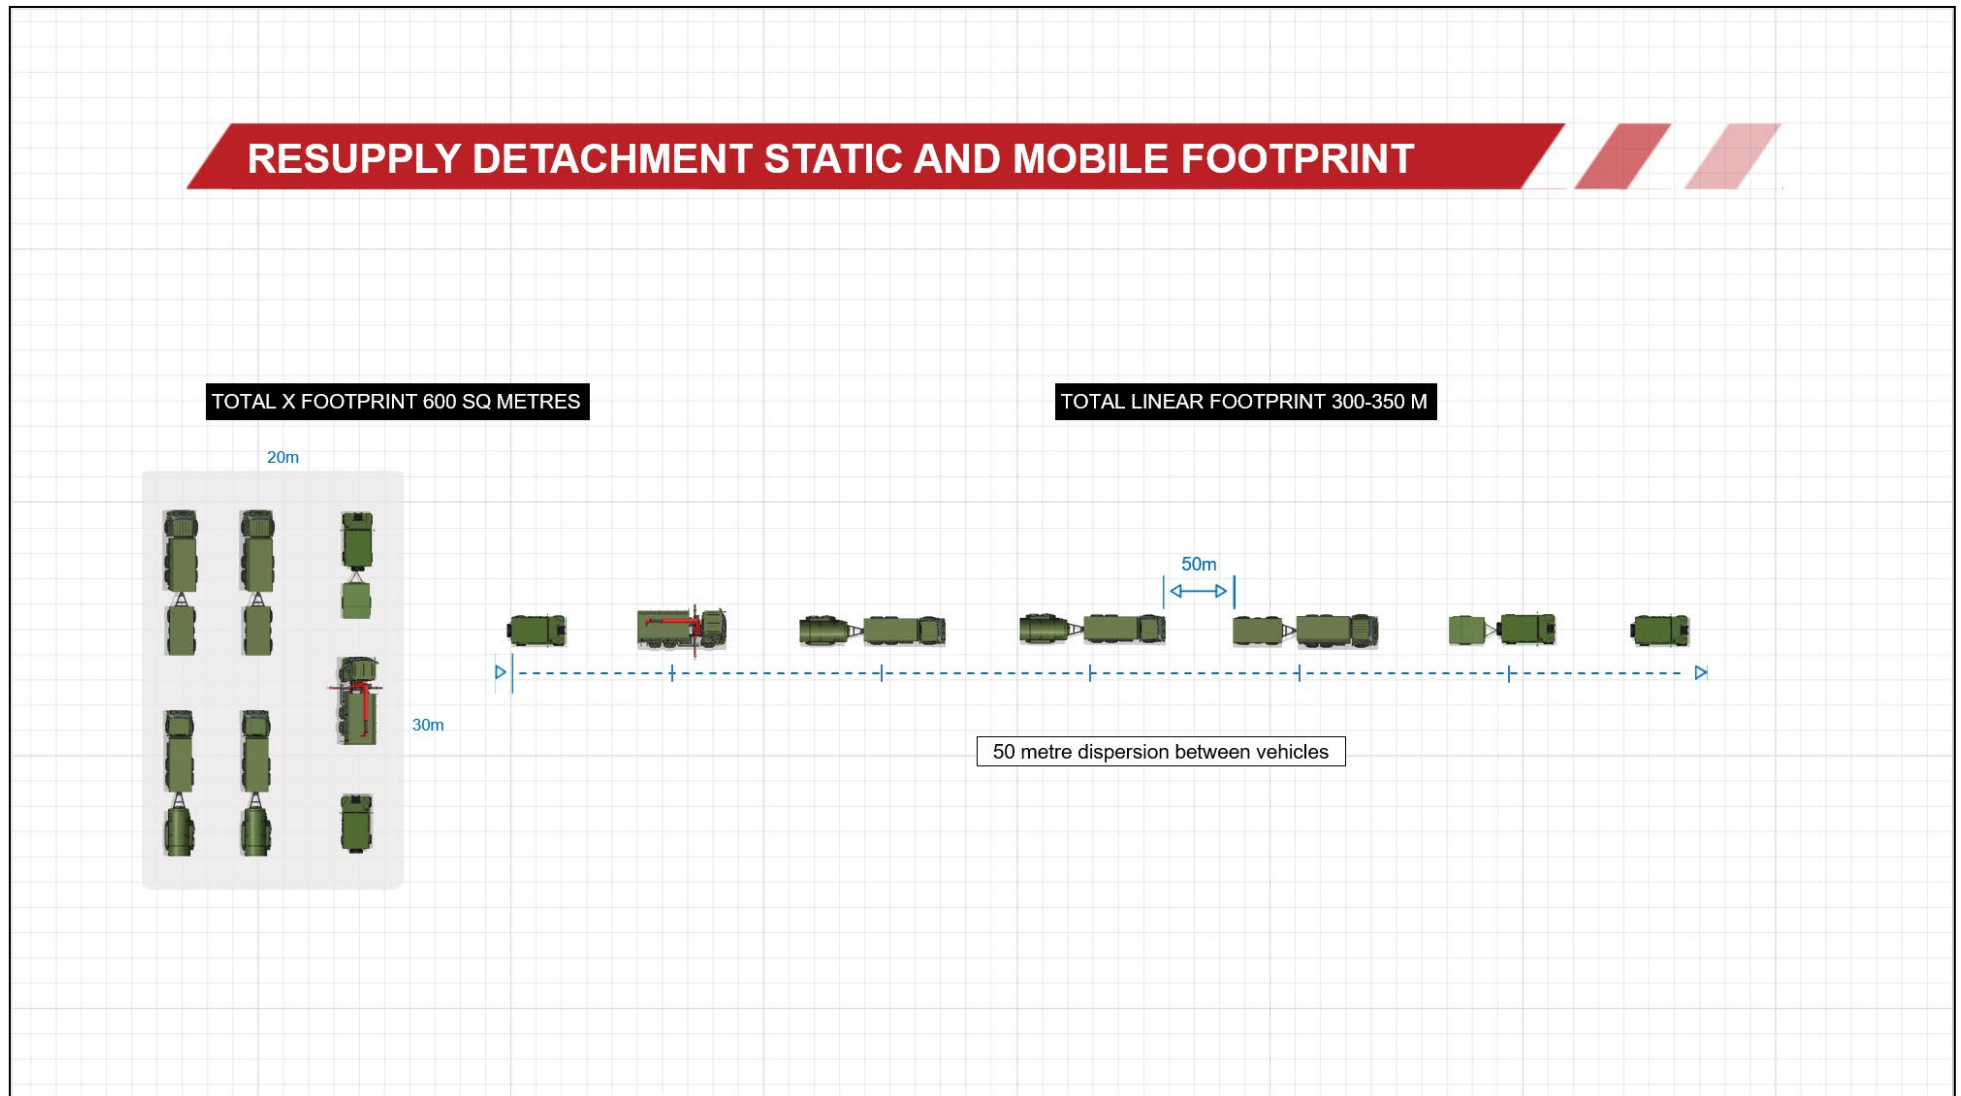 RESUPPLY DETACHMENT STATIC AND MOBILE FOOTPRINT
TOTAL X FOOTPRINT 600 SQ METRES
TOTAL LINEAR FOOTPRINT 300-350 M
20m
50m
30m
50 metre dispersion between vehicles